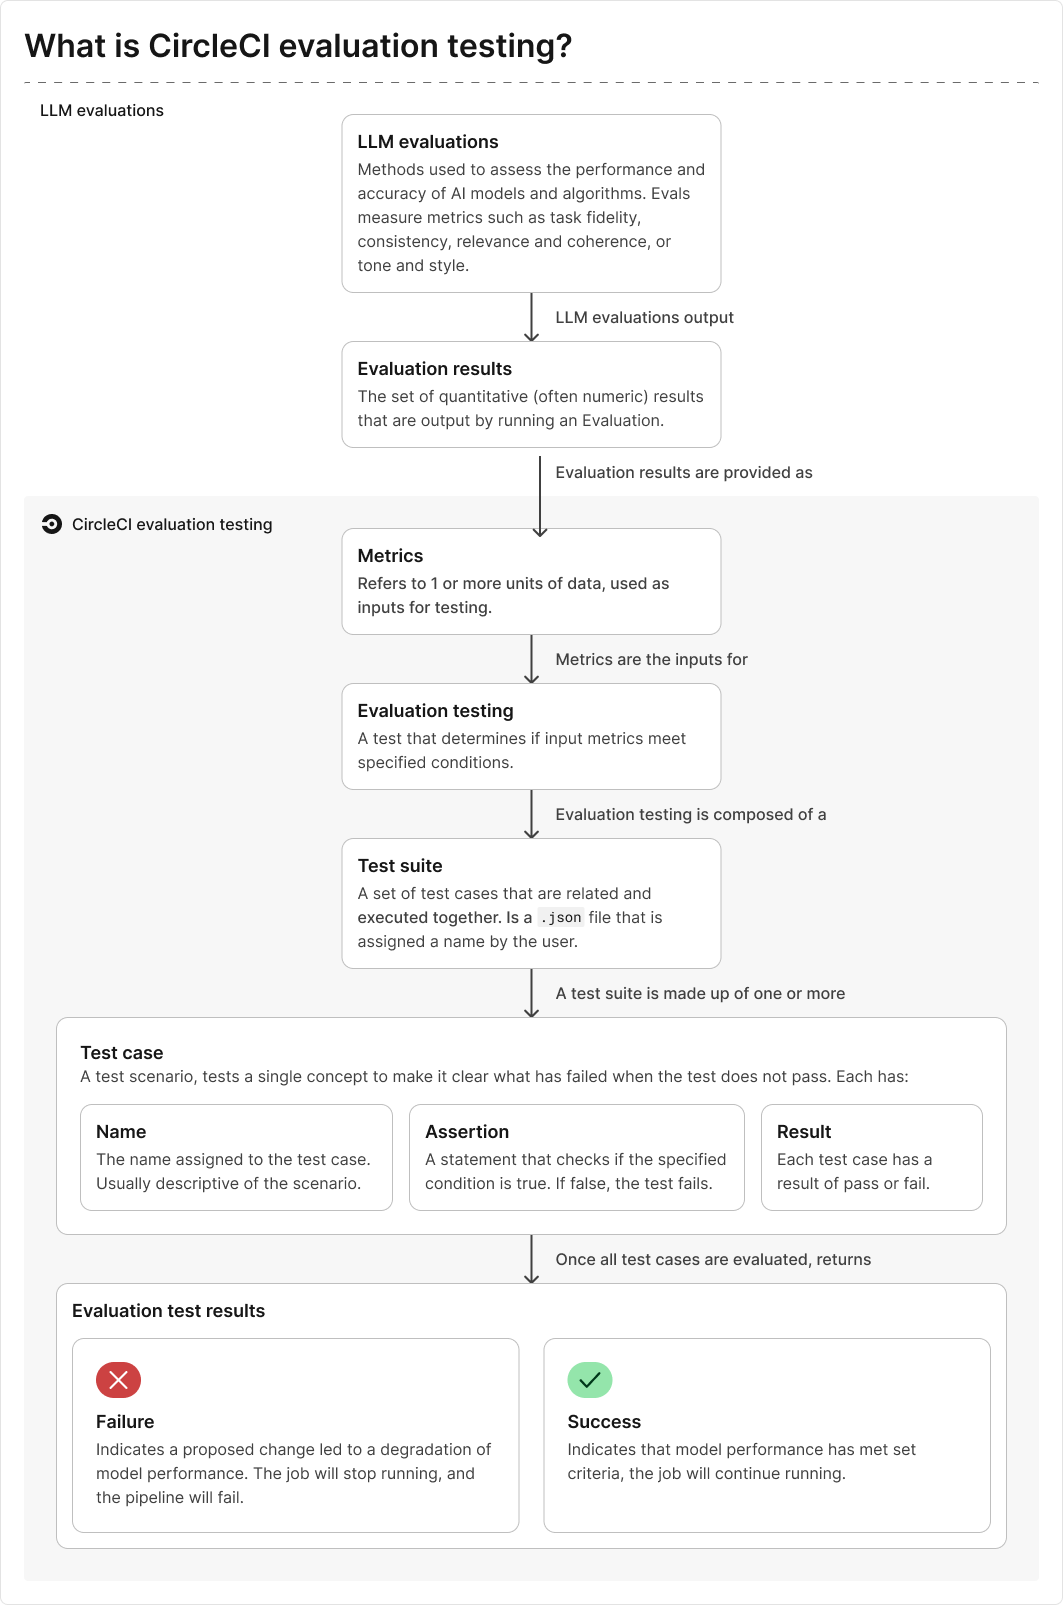 What is CircleCI evaluation testing?
LLM evaluations
LLM evaluations
Methods used to assess the performance and
accuracy of AI models and algorithms. Evals
measure metrics such as task fidelity,
consistency, relevance and coherence, or
tone and style.
LLM evaluations output
Evaluation results
The set of quantitative (often numeric) results
that are output by running an Evaluation.
Evaluation results are provided as
CircleCI evaluation testing
Metrics
Refers to 1 or more units of data, used as
inputs for testing.
Metrics are the inputs for
Evaluation testing
A test that determines if input metrics meet
specified conditions.
Evaluation testing is composed of a
Test suite
A set of test cases that are related and
executed together. Is a .json file that is
assigned a name by the user.
A test suite is made up of one or more
Test case
A test scenario, tests a single concept to make it clear what has failed when the test does not pass. Each has:
Name
The name assigned to the test case.
Usually descriptive of the scenario.
Assertion
A statement that checks if the specified
condition is true. If false, the test fails.
Result
Each test case has a
result of pass or fail.
Once all test cases are evaluated, returns
Evaluation test results
Failure
Indicates a proposed change led to a degradation of
model performance. The job will stop running, and
the pipeline will fail.
Success
Indicates that model performance has met set
criteria, the job will continue running.